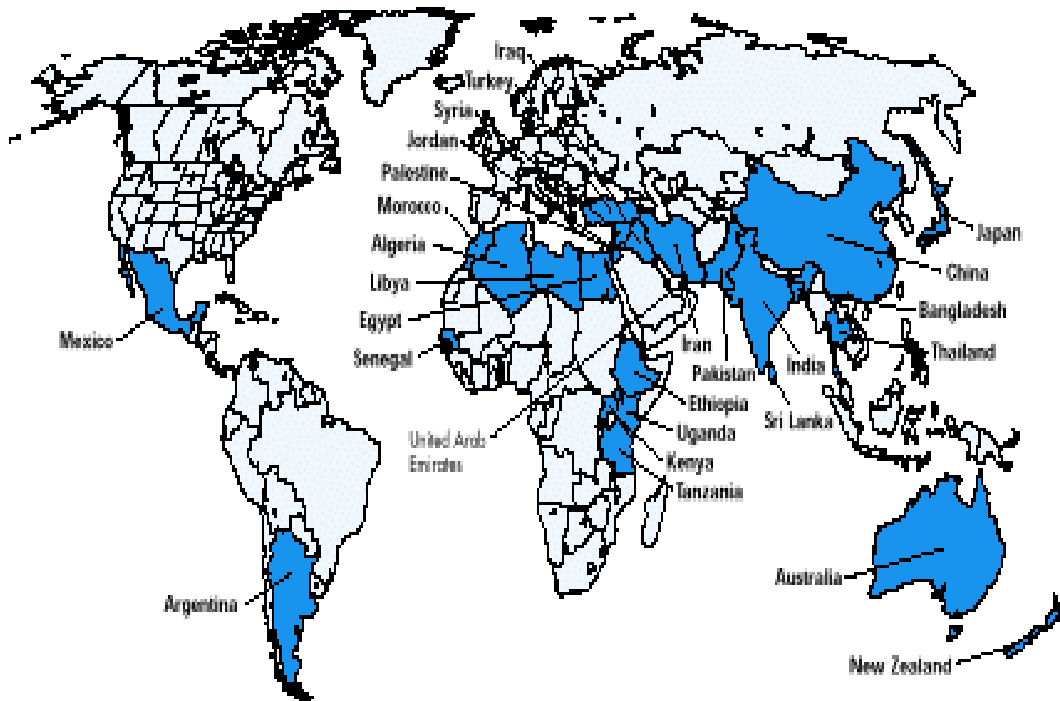 Iraq
Turkey
Syria
Jordan
Palestine
Morocco
Algeria
Libya
Egypt
Senegal
Mexico
Japan
China
Bangladesh
Thailand
Iran
Pakistan
India
Sri Lanka
Ethiopia
Uganda
Kenya
Tanzania
United Arab
Emirates
Australia
Argentina
New Zealand